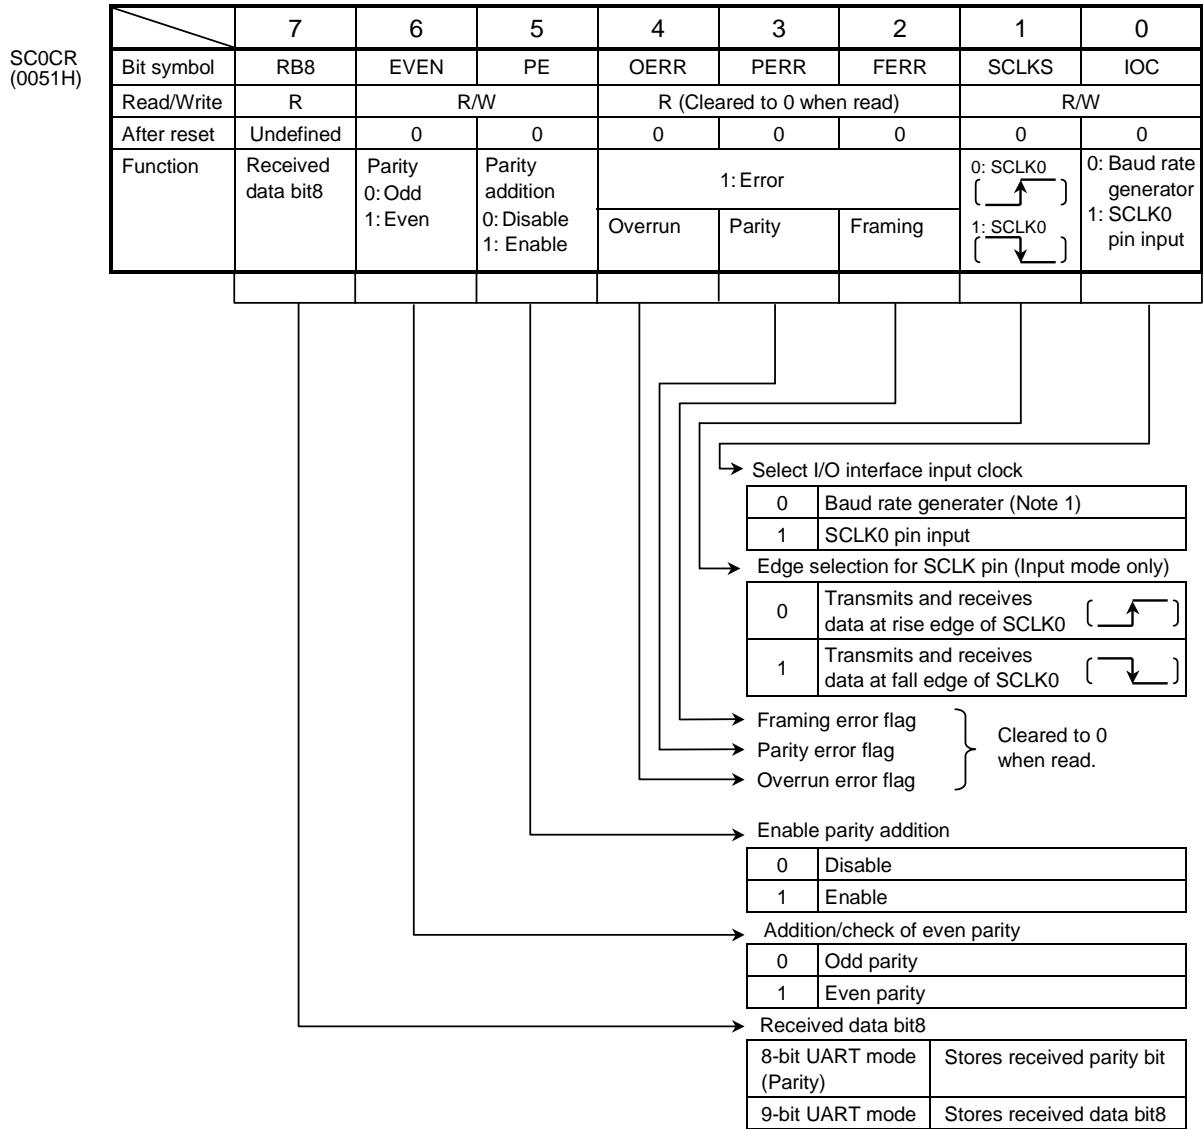 7 6 5 4 3 2 1 0
SC0CR
(0051H)
Bit symbol RB8 EVEN PE OERR PERR FERR SCLKS IOC
Read/Write R R/W R (Cleared to 0 when read) R/W
After reset Undefined 0 0 0 0 0 0 0
Function
Received
data bit8
Parity
0: Odd
1: Even
Parity
addition
0: Disable
1: Enable
1: Error
Overrun Parity Framing
0: SCLK0
1: SCLK0
0: Baud rate
generator
1: SCLK0
pin input
Select I/O interface input clock
0 Baud rate generater (Note 1)
1 SCLK0 pin input
Edge selection for SCLK pin (Input mode only)
0 Transmits and receives
data at rise edge of SCLK0
1 Transmits and receives
data at fall edge of SCLK0
Framing error flag
Parity error flag
Overrun error flag
Cleared to 0
when read.
Enable parity addition
0 Disable
1 Enable
Addition/check of even parity
0 Odd parity
1 Even parity
Received data bit8
8-bit UART mode
(Parity)
Stores received parity bit
9-bit UART mode Stores received data bit8